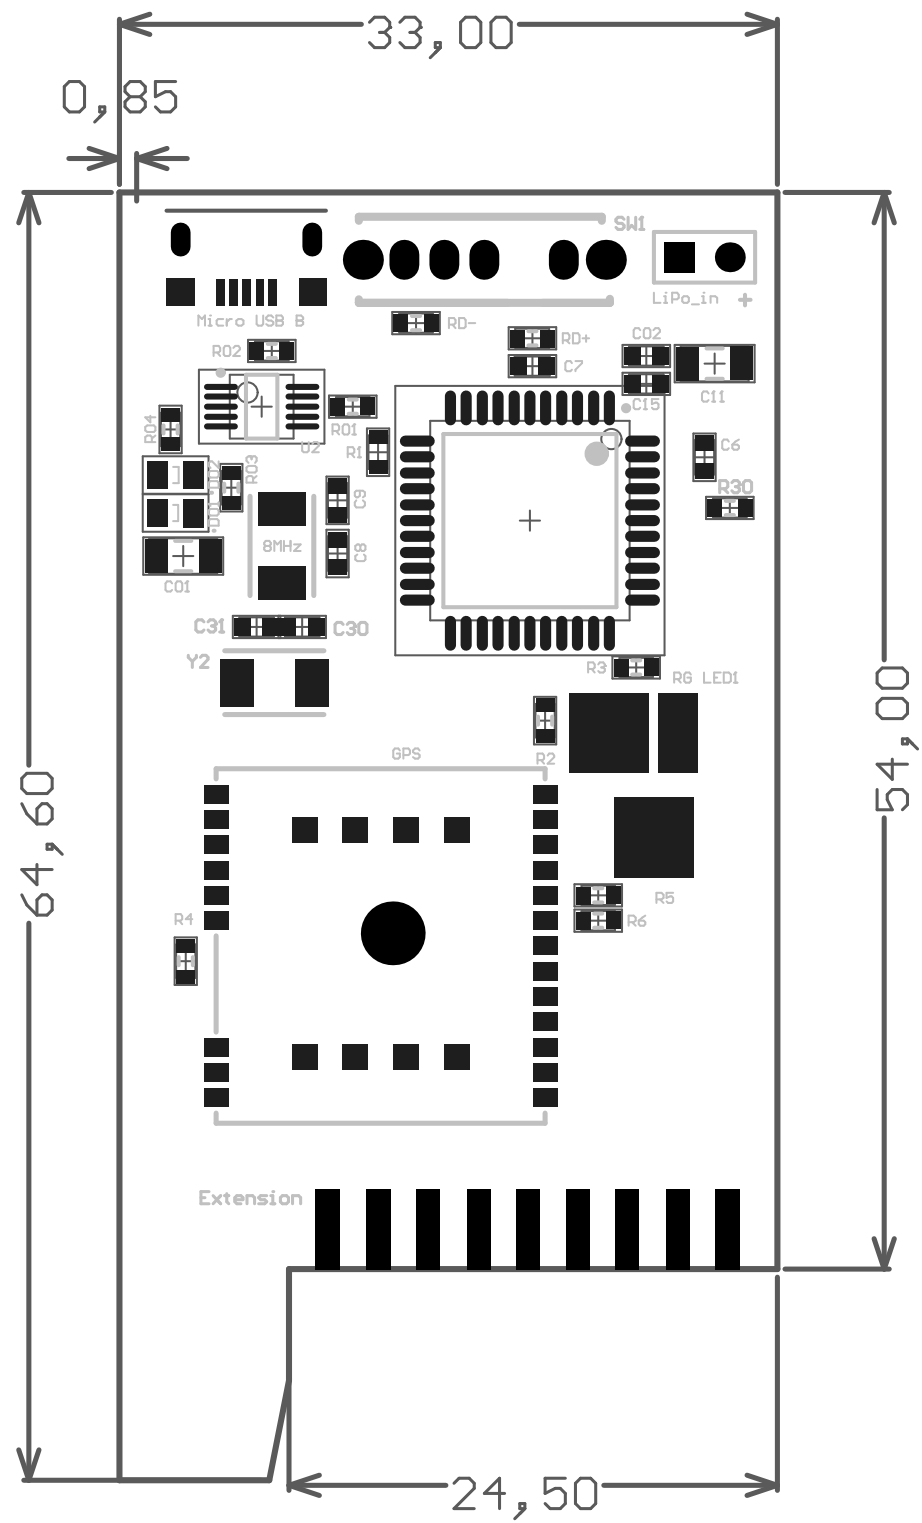 33,00
0,85
SW1
LiPo_in +
Micro USB B
RD-
RD+
C02
R02
C7
C11
C15
R04
R01
U2
R1
C6
R03
R30
C9
8MHz
C8
C01
C31
C30
Y2
R3
RG LED1
54,00
R2
GPS
64,60
R5
R4
R6
Extension
24,50